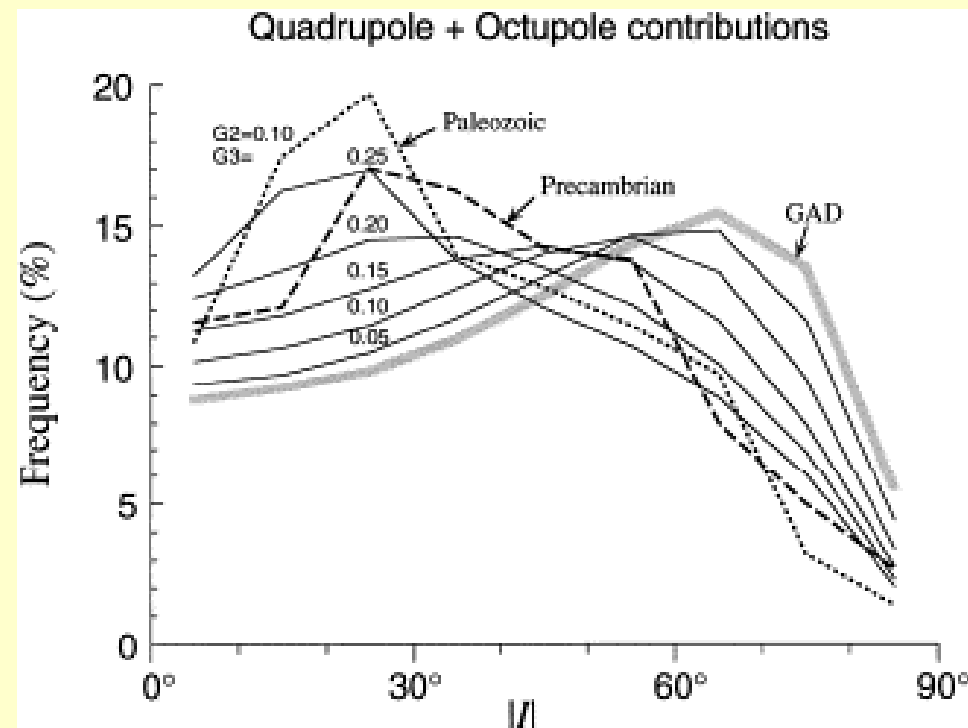 Quadrupole + Octupole contributions
20
15
10
5
0
Frequency (%)
G2=0.10
G3=
0.25
0.20
0.15
0.10
0.05
Paleozoic
Precambrian
GAD
0°
30°
60°
90°
|I|